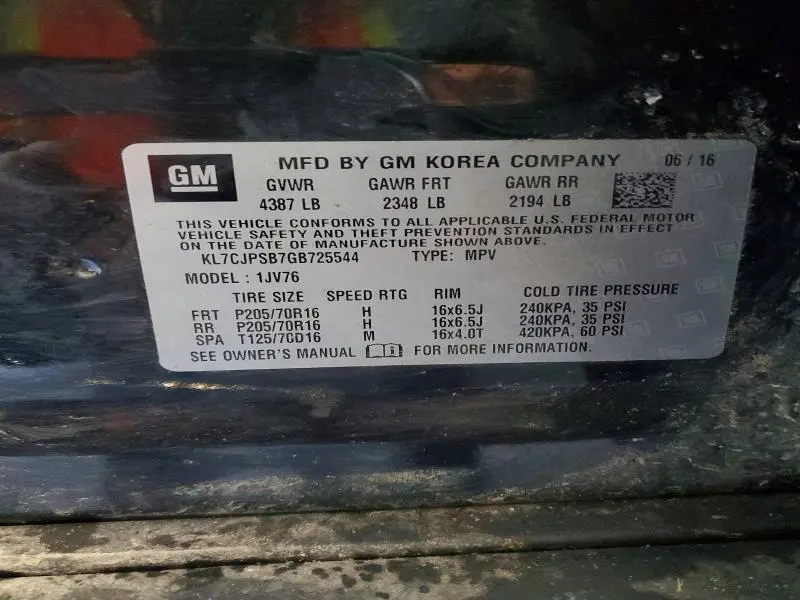 GM MFD BY GM KOREA COMPANY 06 / 16
GVWR GAWR FRT GAWR RR
4387 LB 2348 LB 2194 LB
THIS VEHICLE CONFORMS TO ALL APPLICABLE U.S. FEDERAL MOTOR
VEHICLE SAFETY AND THEFT PREVENTION STANDARDS IN EFFECT
ON THE DATE OF MANUFACTURE SHOWN ABOVE.
KL7CJPSB7GB725544 TYPE: MPV
MODEL : 1JV76
TIRE SIZE SPEED RTG RIM COLD TIRE PRESSURE
FRT P205/70R16 H 16x6.5J 240KPA, 35 PSI
RR P205/70R16 H 16x6.5J 240KPA, 35 PSI
SPA T125/70D16 M 16x4.0T 420KPA, 60 PSI
SEE OWNER'S MANUAL FOR MORE INFORMATION.